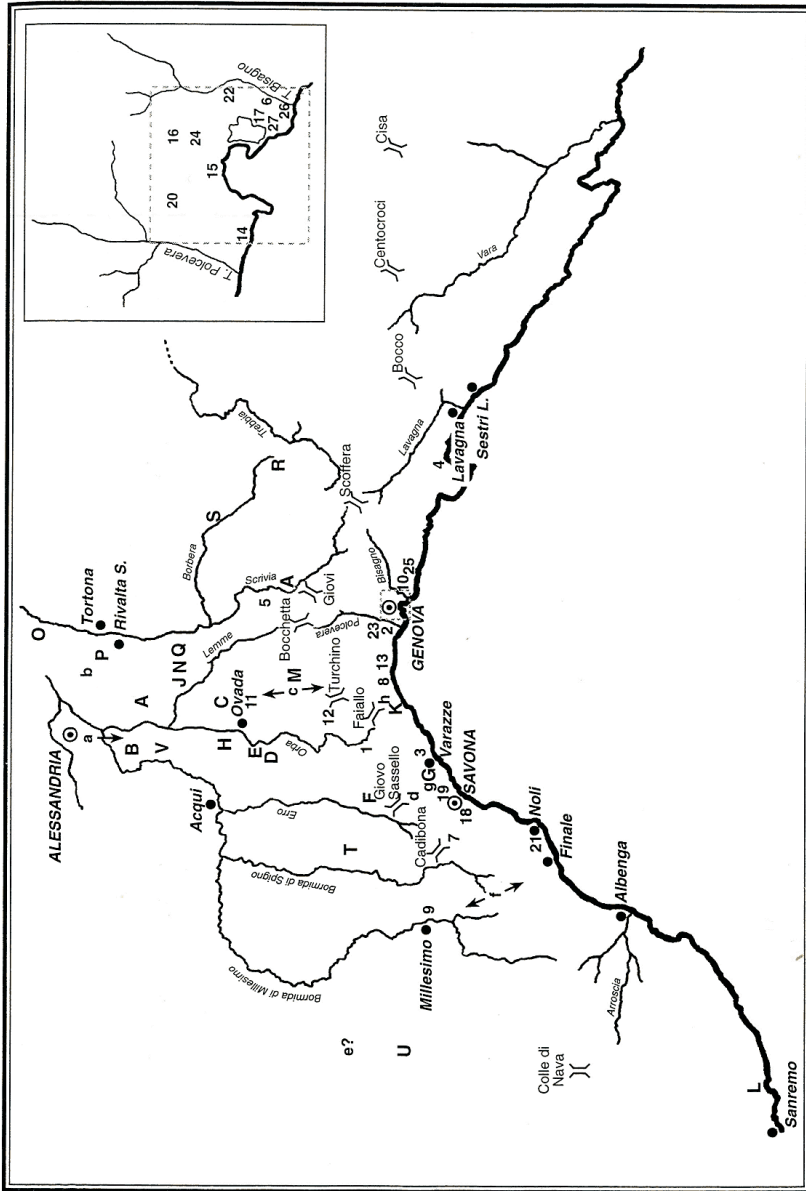 T. Polcevera
T. Bisagno
14
20
15
16
24
22
17
27
6
26
ALESSANDRIA
a
B
V
A
b
O
Tortona
P
Rivalta S.
J N Q
Lemme
Borbera
S
R
Trebbia
Scrivia
5
A
Giovi
Bocchetta
Scoffera
Acqui
H
E
D
Orba
C
Ovada
11
c
M
Turchino
12
Faiallo
Polcevera
Bisagno
Erro
Bormida di Spigno
Bormida di Millesimo
T
F
Giovo
Sassello
d
1
h
K
8
13
23
2
10
25
GENOVA
Cadibona
7
gG
3
Varazze
19
18
SAVONA
Millesimo
9
f
21
Noli
Finale
Albenga
Arroscia
e?
U
Colle di
Nava
L
Sanremo
Lavagna
4
Lavagna
Sestri L.
Bocco
Centocroci
Cisa
Vara